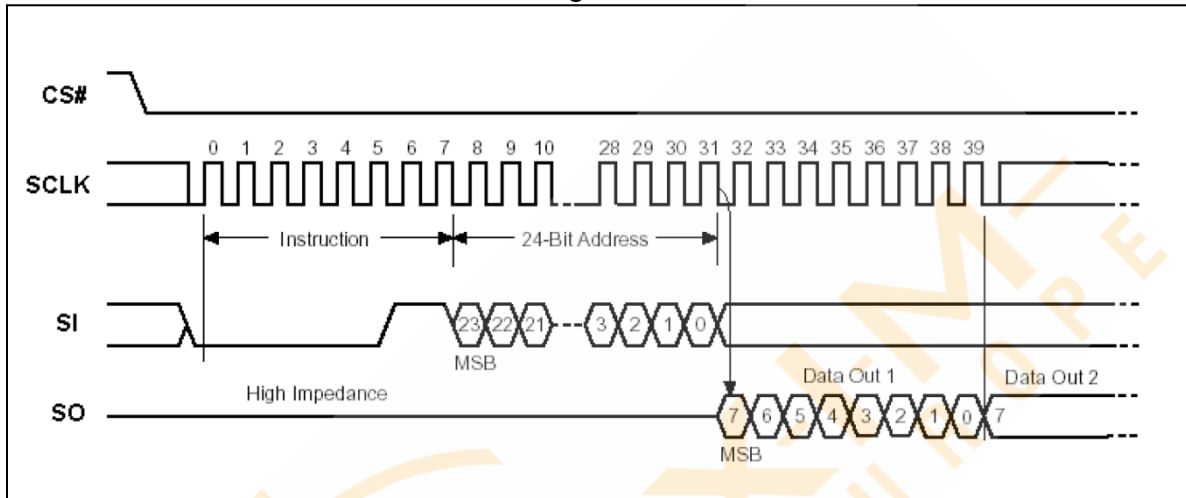 CS#
0 1 2 3 4 5 6 7 8 9 10 28 29 30 31 32 33 34 35 36 37 38 39
SCLK
Instruction 24-Bit Address
SI 23 22 21 3 2 1 0
MSB
High Impedance Data Out 1 Data Out 2
SO 7 6 5 4 3 2 1 0 7
MSB